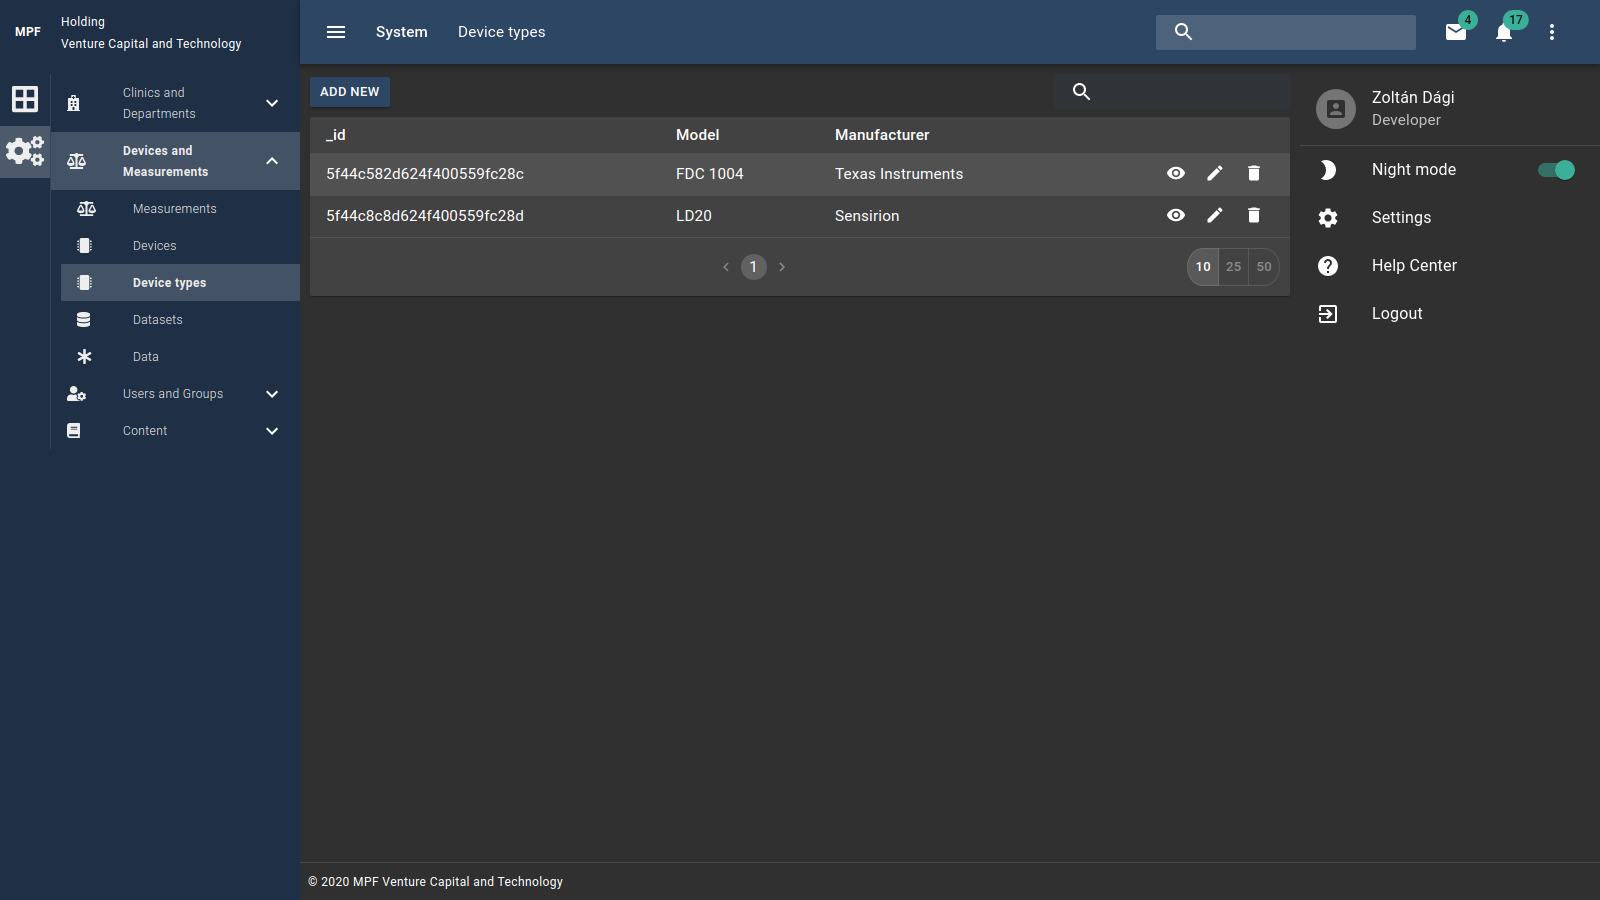 MPF
Holding
Venture Capital and Technology
System
Device types
4
17
Clinics and
Departments
Devices and
Measurements
Measurements
Devices
Device types
Datasets
Data
Users and Groups
Content
ADD NEW
_id
Model
Manufacturer
5f44c582d624f400559fc28c
FDC 1004
Texas Instruments
5f44c8c8d624f400559fc28d
LD20
Sensirion
1
10
25
50
Zoltán Dági
Developer
Night mode
Settings
Help Center
Logout
© 2020 MPF Venture Capital and Technology